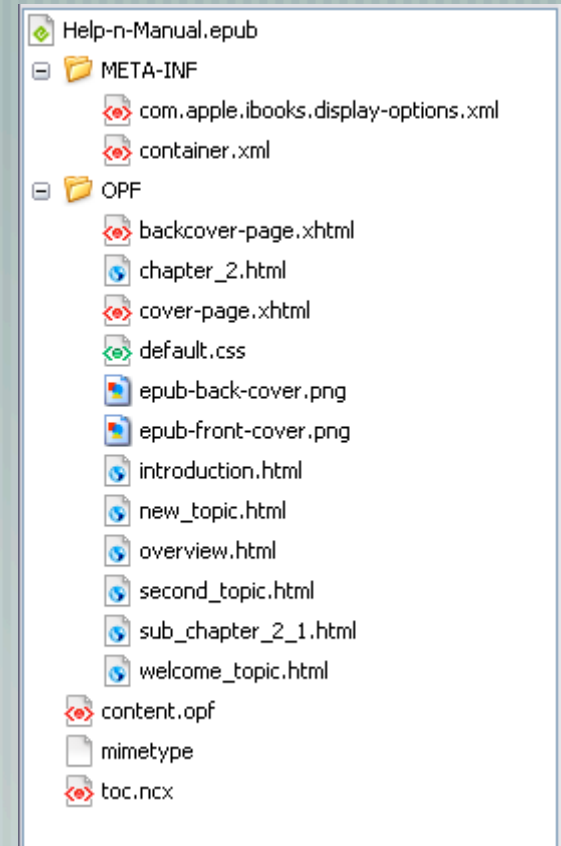 Help-n-Manual.epub
META-INF
com.apple.ibooks.display-options.xml
container.xml
OPF
backcover-page.xhtml
chapter_2.html
cover-page.xhtml
default.css
epub-back-cover.png
epub-front-cover.png
introduction.html
new_topic.html
overview.html
second_topic.html
sub_chapter_2_1.html
welcome_topic.html
content.opf
mimetype
toc.ncx